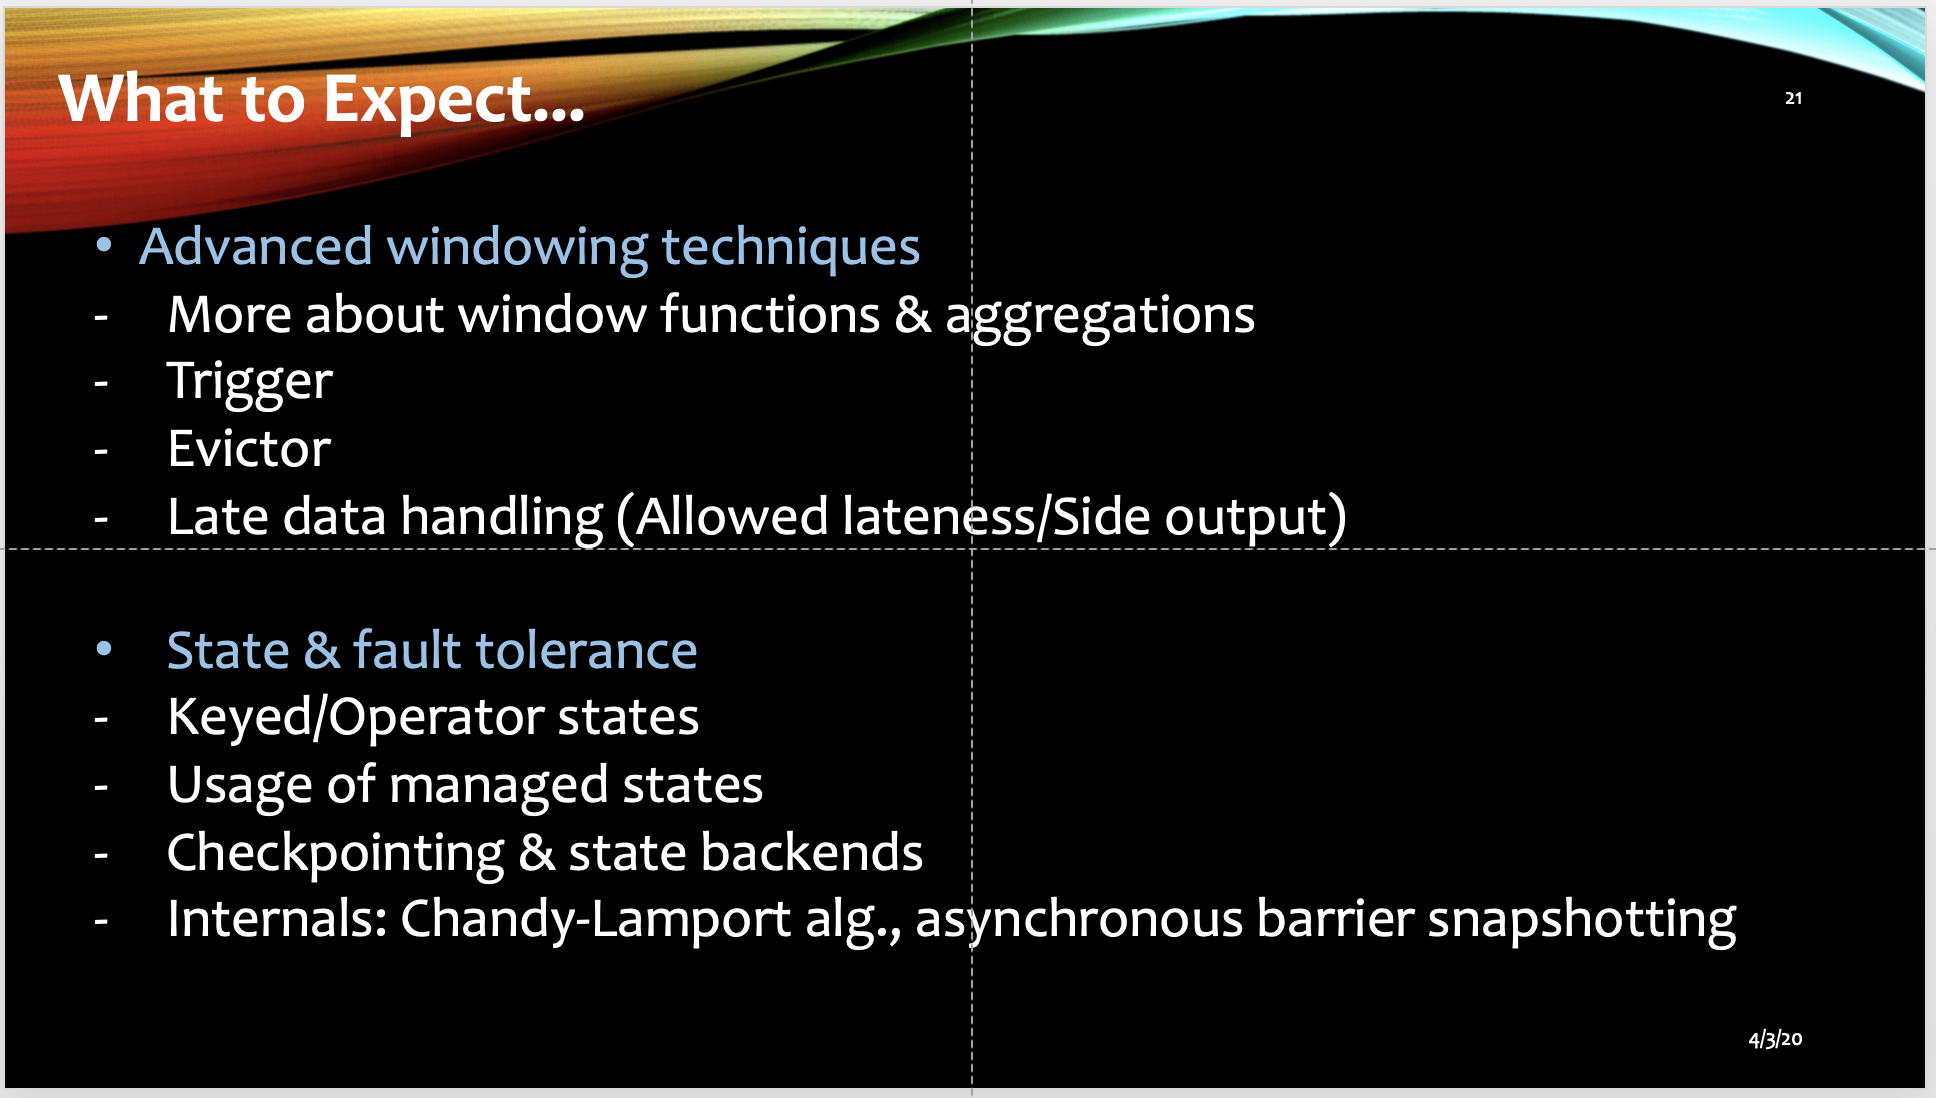 What to Expect...
21
• Advanced windowing techniques
- More about window functions & aggregations
- Trigger
- Evictor
- Late data handling (Allowed lateness/Side output)
• State & fault tolerance
- Keyed/Operator states
- Usage of managed states
- Checkpointing & state backends
- Internals: Chandy-Lamport alg., asynchronous barrier snapshotting
4/3/20